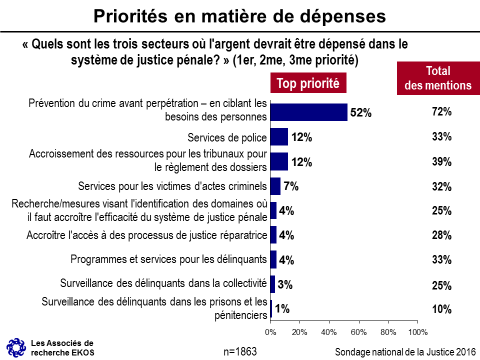 Priorités en matière de dépenses
« Quels sont les trois secteurs où l'argent devrait être dépensé dans le
système de justice pénale? » (1er, 2me, 3me priorité)
Top priorité
Total
des mentions
Prévention du crime avant perpétration – en ciblant les
besoins des personnes
52%
72%
Services de police
12%
33%
Accroissement des ressources pour les tribunaux pour
le règlement des dossiers
12%
39%
Services pour les victimes d'actes criminels
7%
32%
Recherche/mesures visant l'identification des domaines où
il faut accroître l'efficacité du système de justice pénale
4%
25%
Accroître l'accès à des processus de justice réparatrice
4%
28%
Programmes et services pour les délinquants
4%
33%
Surveillance des délinquants dans la collectivité
3%
25%
Surveillance des délinquants dans les prisons et les
pénitenciers
1%
10%
0% 20% 40% 60% 80% 100%
Les Associés de
recherche EKOS
n=1863
Sondage national de la Justice 2016